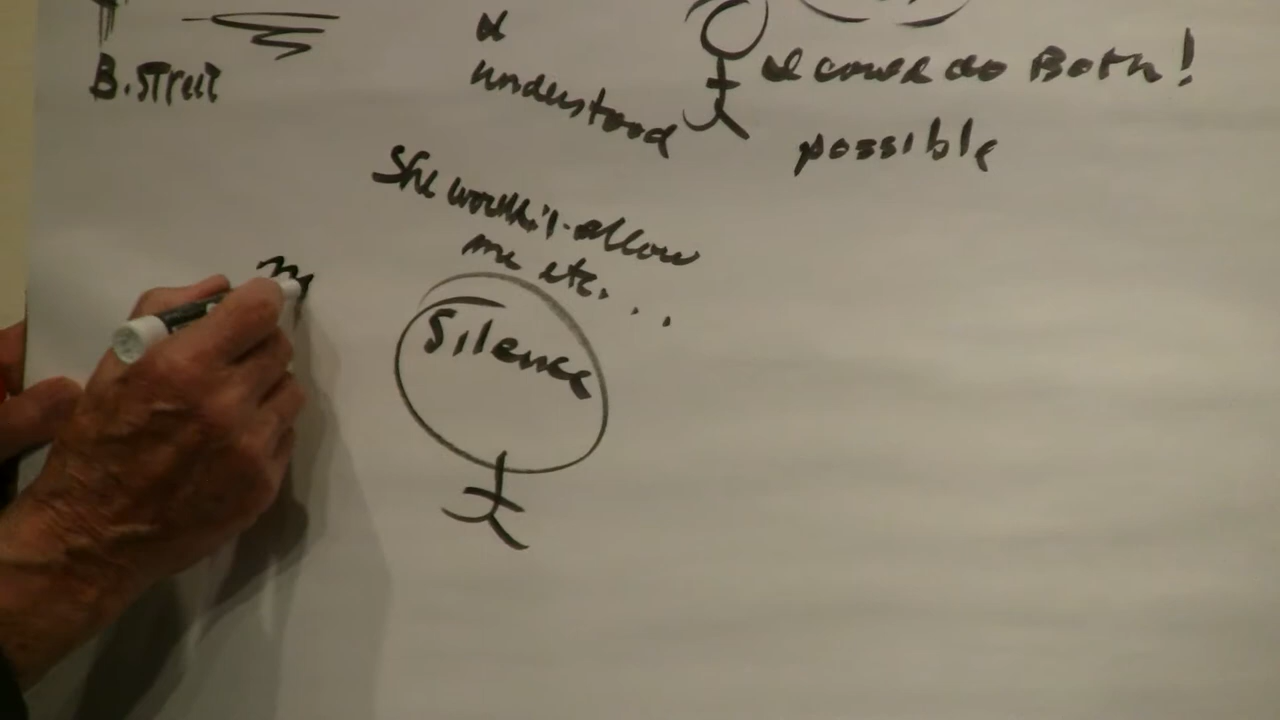 B. Street
I
understood
I could do Both!
possible
She wouldn't allow
me etc. . . .
Silence
m